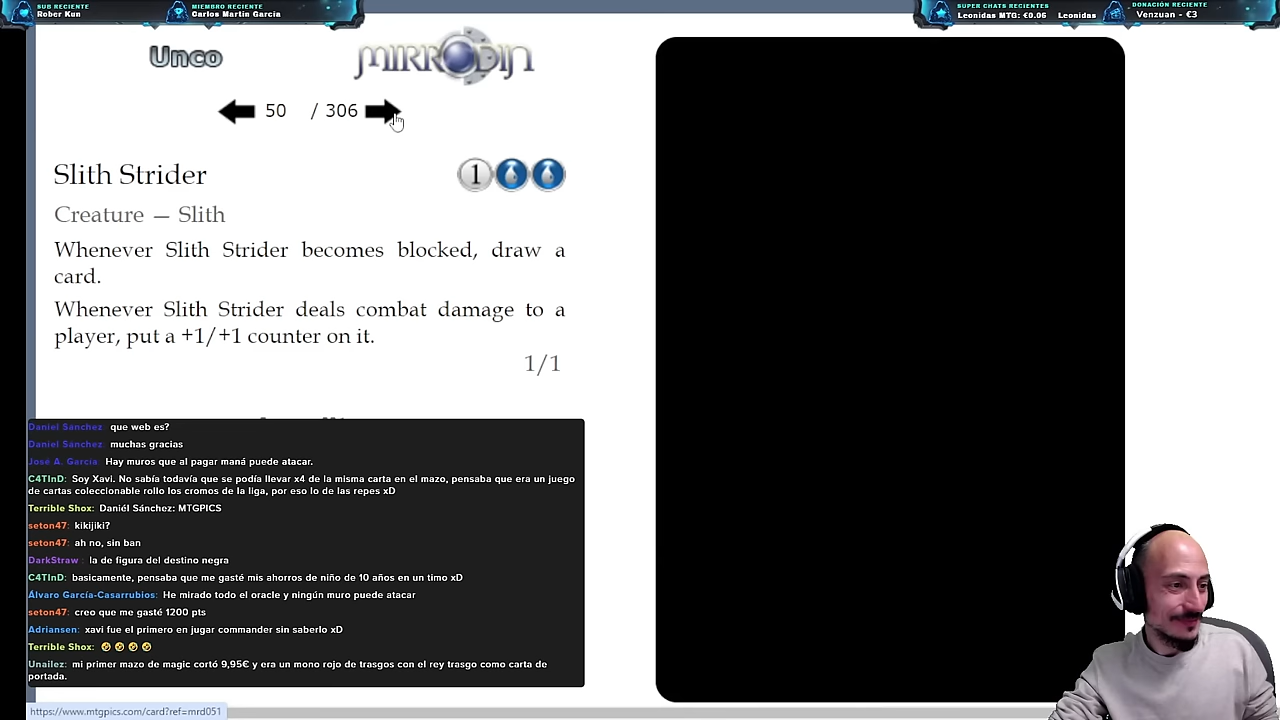 SUB RECIENTE
Rober Kun
MIEMBRO RECIENTE
Carlos Martin Garcia
SUPER CHATS RECIENTES
Leonidas MTG: €0.06 Leonidas
DONACIÓN RECIENTE
Venzuan - €3
Unco
MIRRODIN
50 / 306
Slith Strider
1
Creature — Slith
Whenever Slith Strider becomes blocked, draw a
card.
Whenever Slith Strider deals combat damage to a
player, put a +1/+1 counter on it.
1/1
Daniel Sánchez: que web es?
Daniel Sánchez: muchas gracias
José A. García: Hay muros que al pagar maná puede atacar.
C4TInD: Soy Xavi. No sabía todavía que se podía llevar x4 de la misma carta en el mazo, pensaba que era un juego
de cartas coleccionable rollo los cromos de la liga, por eso lo de las repes xD
Terrible Shox: Daniél Sánchez: MTGPICS
seton47: kikijiki?
seton47: ah no, sin ban
DarkStraw : la de figura del destino negra
C4TInD: basicamente, pensaba que me gasté mis ahorros de niño de 10 años en un timo xD
Álvaro García-Casarrubios: He mirado todo el oracle y ningún muro puede atacar
seton47: creo que me gasté 1200 pts
Adriansen: xavi fue el primero en jugar commander sin saberlo xD
Terrible Shox: 🤣 🤣 🤣 🤣
Unailez: mi primer mazo de magic cortó 9,95€ y era un mono rojo de trasgos con el rey trasgo como carta de
portada.
https://www.mtgpics.com/card?ref=mrd051